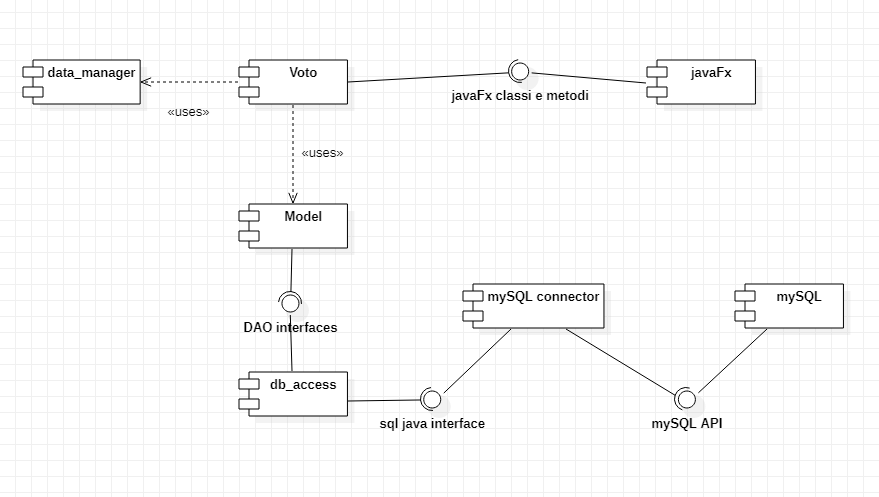 data_manager
Voto
javaFx
javaFx classi e metodi
«uses»
«uses»
Model
DAO interfaces
mySQL connector
mySQL
db_access
sql java interface
mySQL API